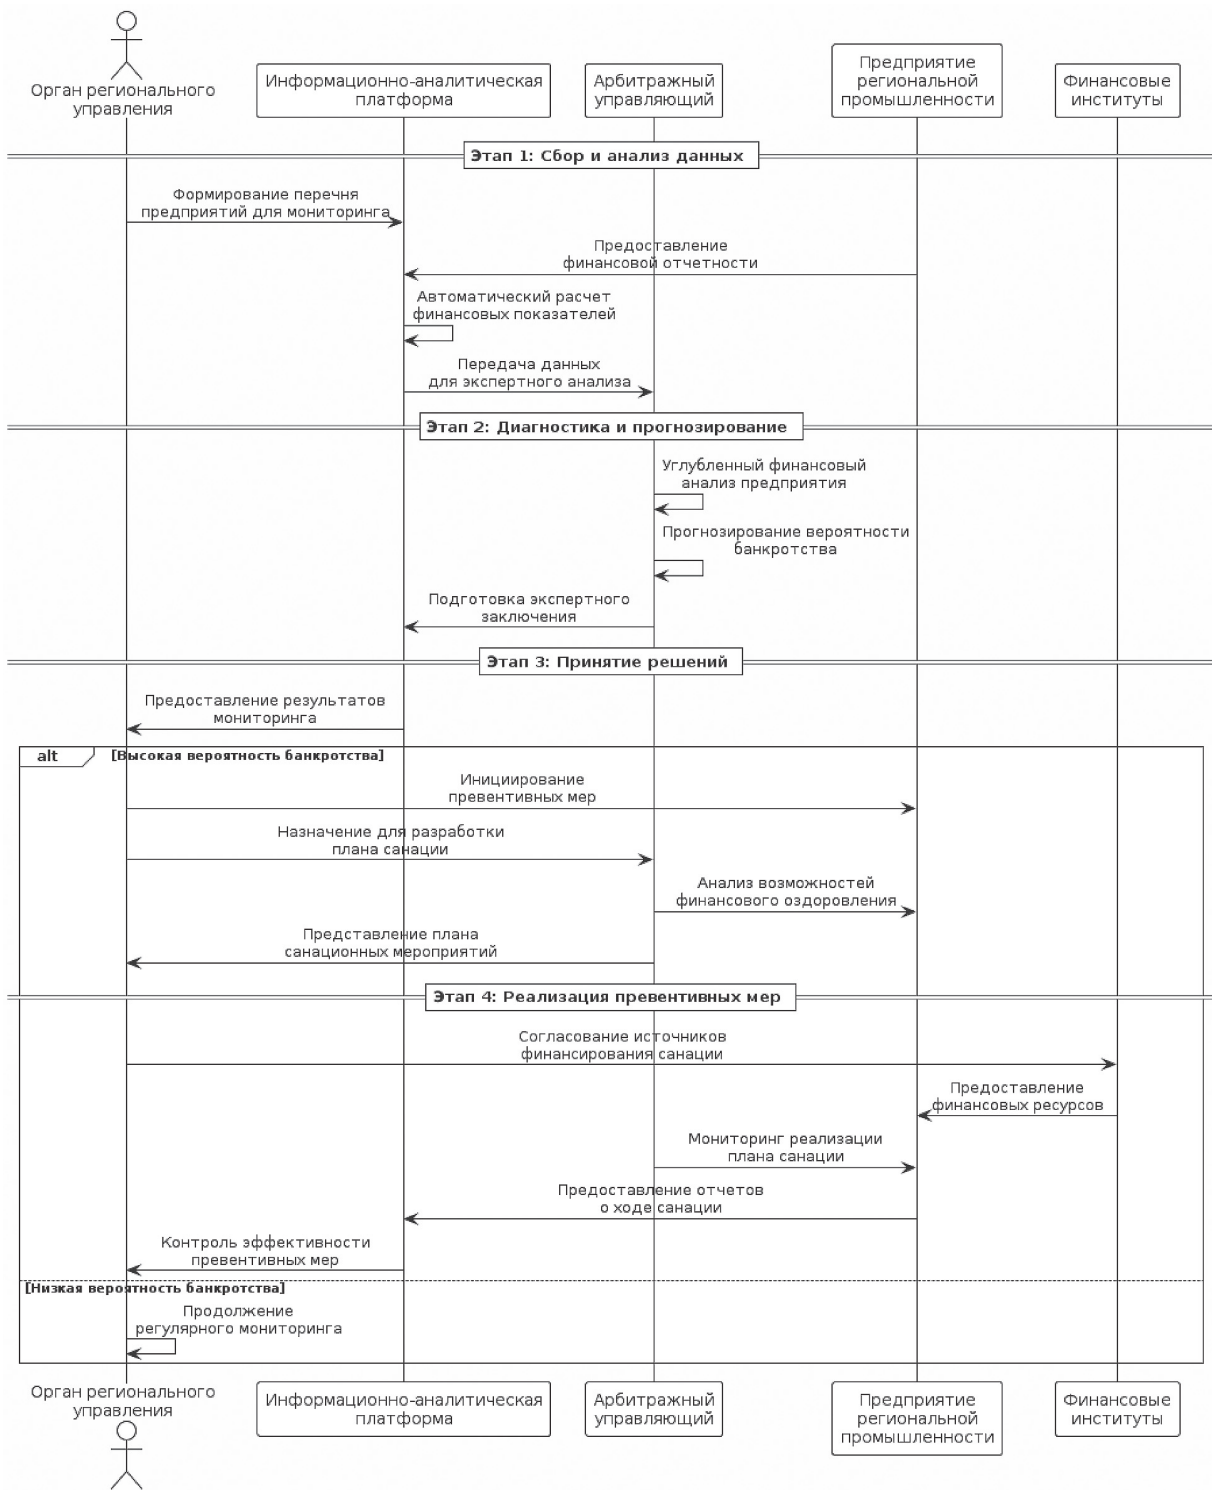 Орган регионального
управления
Информационно-аналитическая
платформа
Арбитражный
управляющий
Предприятие
региональной
промышленности
Финансовые
институты
Этап 1: Сбор и анализ данных
Формирование перечня
предприятий для мониторинга
Предоставление
финансовой отчетности
Автоматический расчет
финансовых показателей
Передача данных
для экспертного анализа
Этап 2: Диагностика и прогнозирование
Углубленный финансовый
анализ предприятия
Прогнозирование вероятности
банкротства
Подготовка экспертного
заключения
Этап 3: Принятие решений
Предоставление результатов
мониторинга
alt
[Высокая вероятность банкротства]
Инициирование
превентивных мер
Назначение для разработки
плана санации
Анализ возможностей
финансового оздоровления
Представление плана
санационных мероприятий
Этап 4: Реализация превентивных мер
Согласование источников
финансирования санации
Предоставление
финансовых ресурсов
Мониторинг реализации
плана санации
Предоставление отчетов
о ходе санации
Контроль эффективности
превентивных мер
[Низкая вероятность банкротства]
Продолжение
регулярного мониторинга
Орган регионального
управления
Информационно-аналитическая
платформа
Арбитражный
управляющий
Предприятие
региональной
промышленности
Финансовые
институты